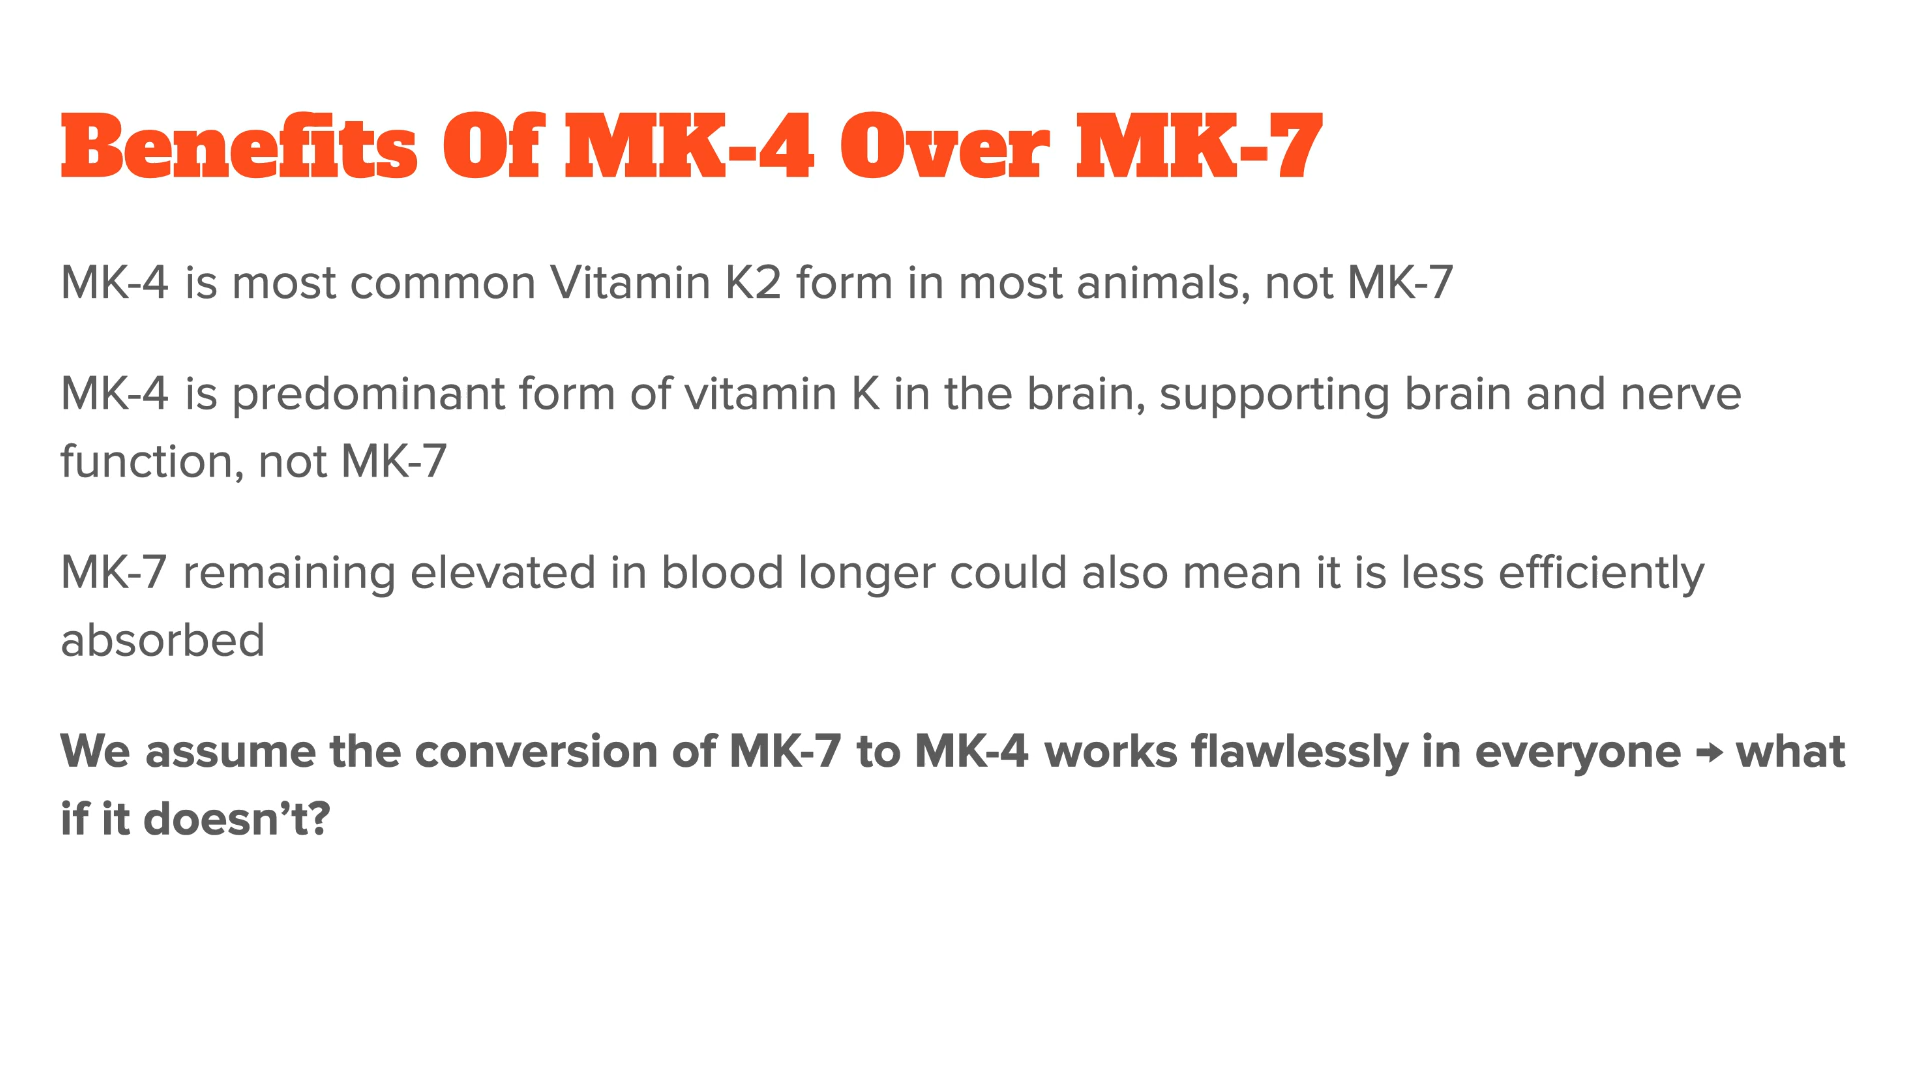 Benefits Of MK-4 Over MK-7
MK-4 is most common Vitamin K2 form in most animals, not MK-7
MK-4 is predominant form of vitamin K in the brain, supporting brain and nerve
function, not MK-7
MK-7 remaining elevated in blood longer could also mean it is less efficiently
absorbed
We assume the conversion of MK-7 to MK-4 works flawlessly in everyone → what
if it doesn’t?